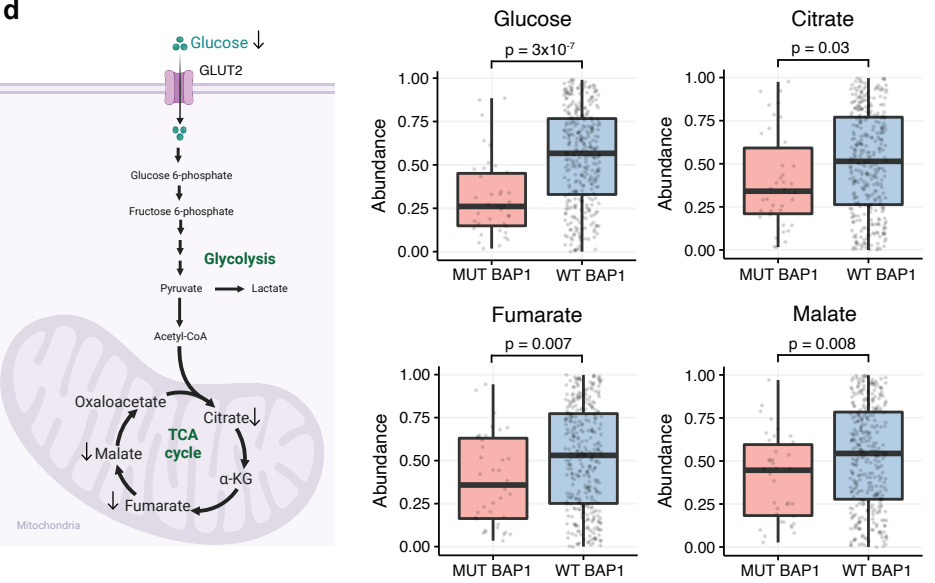 d
Glucose ↓
GLUT2
Glucose 6-phosphate
Fructose 6-phosphate
Glycolysis
Pyruvate
Lactate
Acetyl-CoA
Oxaloacetate
Citrate↓
TCA
cycle
↓Malate
α-KG
↓ Fumarate
Mitochondria
Glucose
p = 3x10⁻⁷
Abundance
1.00
0.75
0.50
0.25
0.00
MUT BAP1
WT BAP1
Citrate
p = 0.03
Abundance
1.00
0.75
0.50
0.25
0.00
MUT BAP1
WT BAP1
Fumarate
p = 0.007
Abundance
1.00
0.75
0.50
0.25
0.00
MUT BAP1
WT BAP1
Malate
p = 0.008
Abundance
1.00
0.75
0.50
0.25
0.00
MUT BAP1
WT BAP1